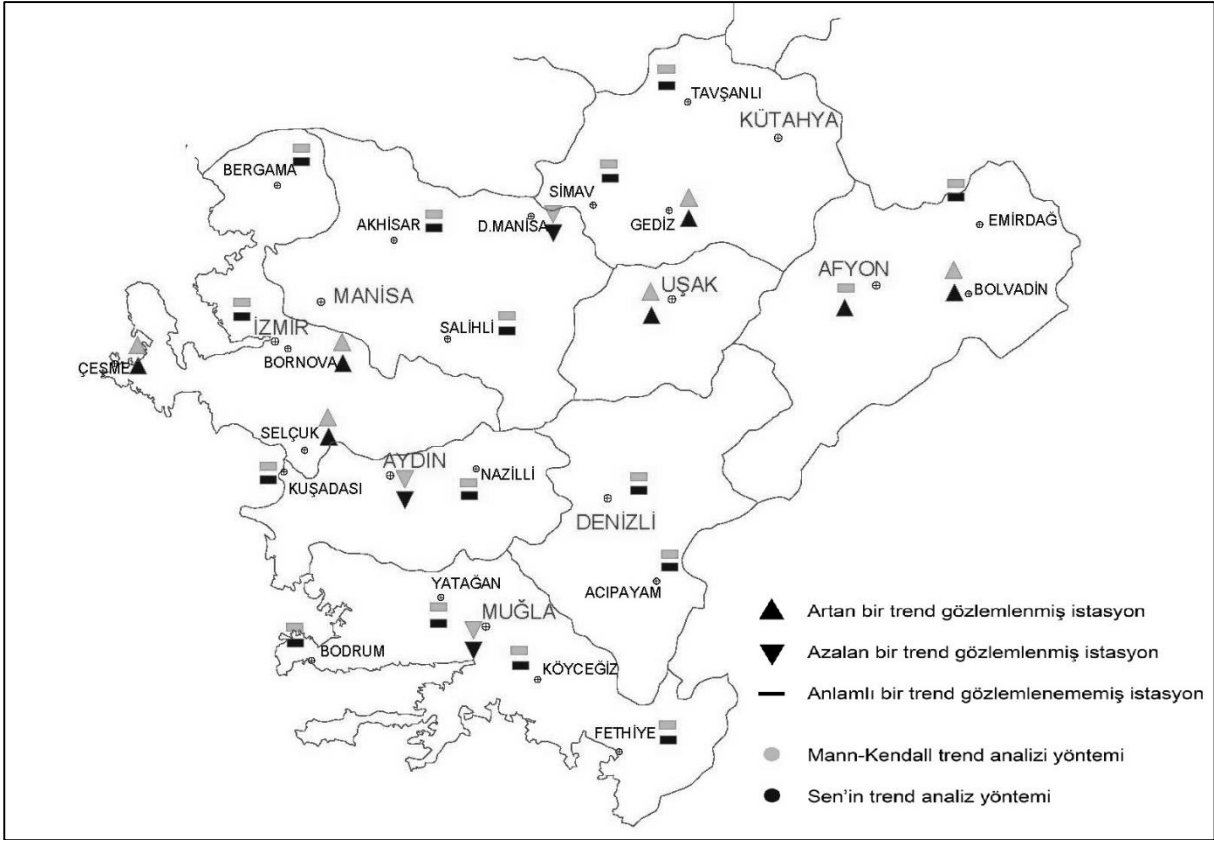 TAVŞANLI
KÜTAHYA
BERGAMA
SİMAV
EMİRDAĞ
AKHİSAR
D.MANİSA
GEDİZ
AFYON
UŞAK
BOLVADİN
MANİSA
SALİHLİ
İZMİR
BORNOVA
ÇEŞME
SELÇUK
AYDIN
NAZİLLİ
KUŞADASI
DENİZLİ
YATAĞAN
ACIPAYAM
MUĞLA
BODRUM
KÖYCEĞİZ
FETHİYE
Artan bir trend gözlemlenmiş istasyon
Azalan bir trend gözlemlenmiş istasyon
Anlamlı bir trend gözlemlenememiş istasyon
Mann-Kendall trend analizi yöntemi
Sen'in trend analiz yöntemi